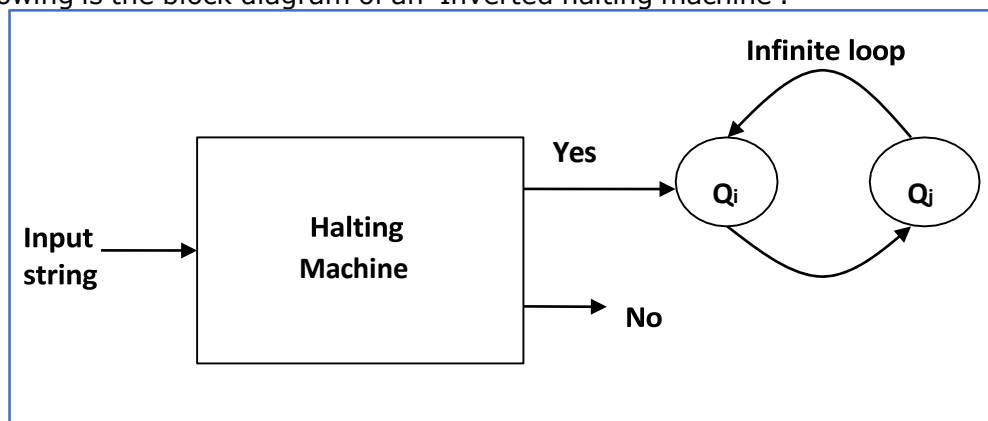 owing is the block diagram of an 'Inverted halting machine'.
Infinite loop
Yes
Qi
Qj
Halting
Machine
Input
string
No